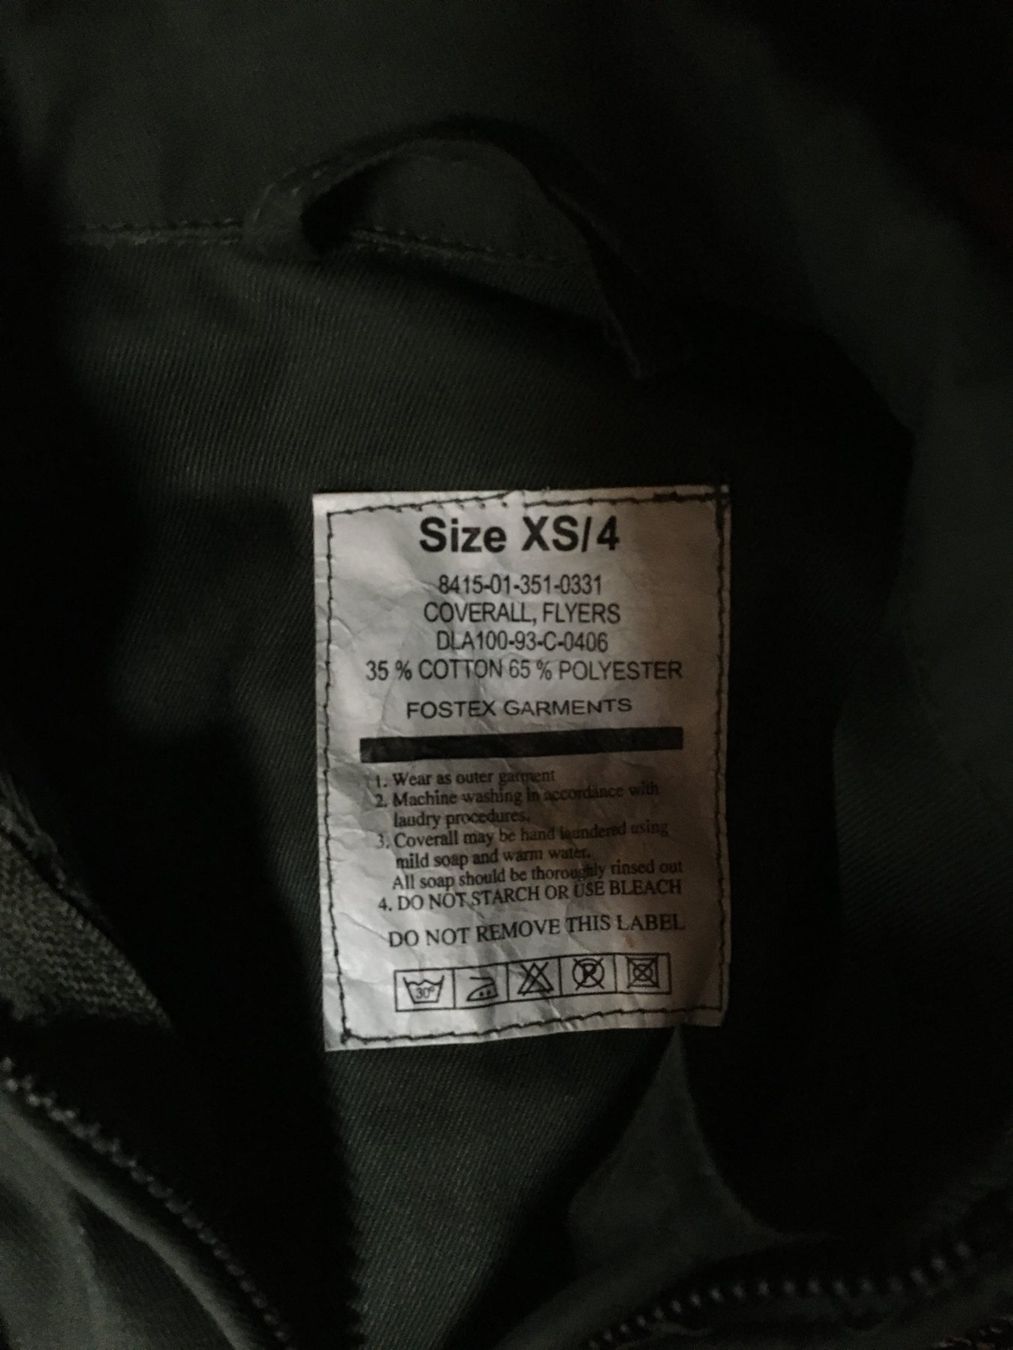 Size XS/4
8415-01-351-0331
COVERALL, FLYERS
DLA100-93-C-0406
35 % COTTON 65 % POLYESTER
FOSTEX GARMENTS
1. Wear as outer garment
2. Machine washing in accordance with
laudry procedures.
3. Coverall may be hand laundered using
mild soap and warm water.
All soap should be thoroughly rinsed out
4. DO NOT STARCH OR USE BLEACH
DO NOT REMOVE THIS LABEL
30° R